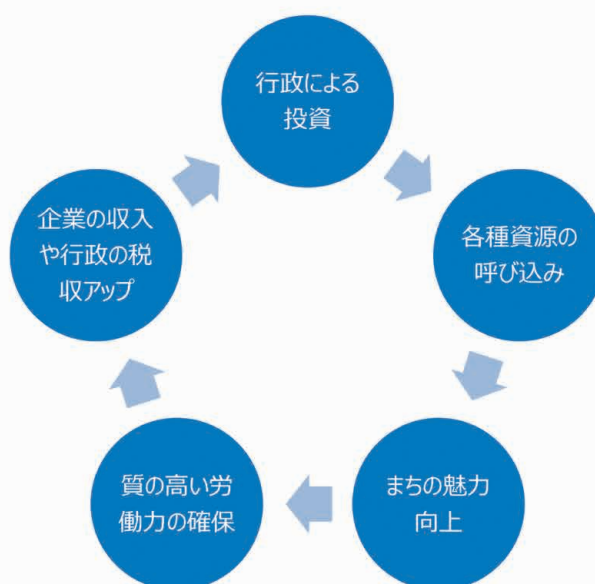 行政による
投資
各種資源の
呼び込み
まちの魅力
向上
質の高い労
働力の確保
企業の収入
や行政の税
収アップ